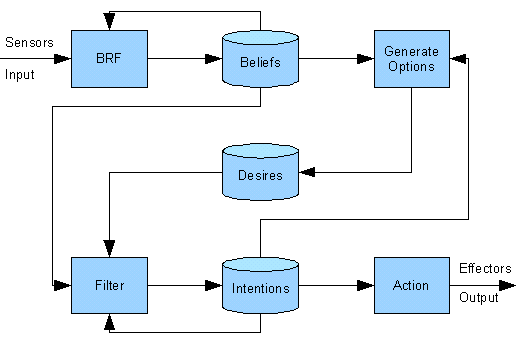 Sensors
Input
BRF
Beliefs
Generate
Options
Desires
Filter
Intentions
Action
Effectors
Output